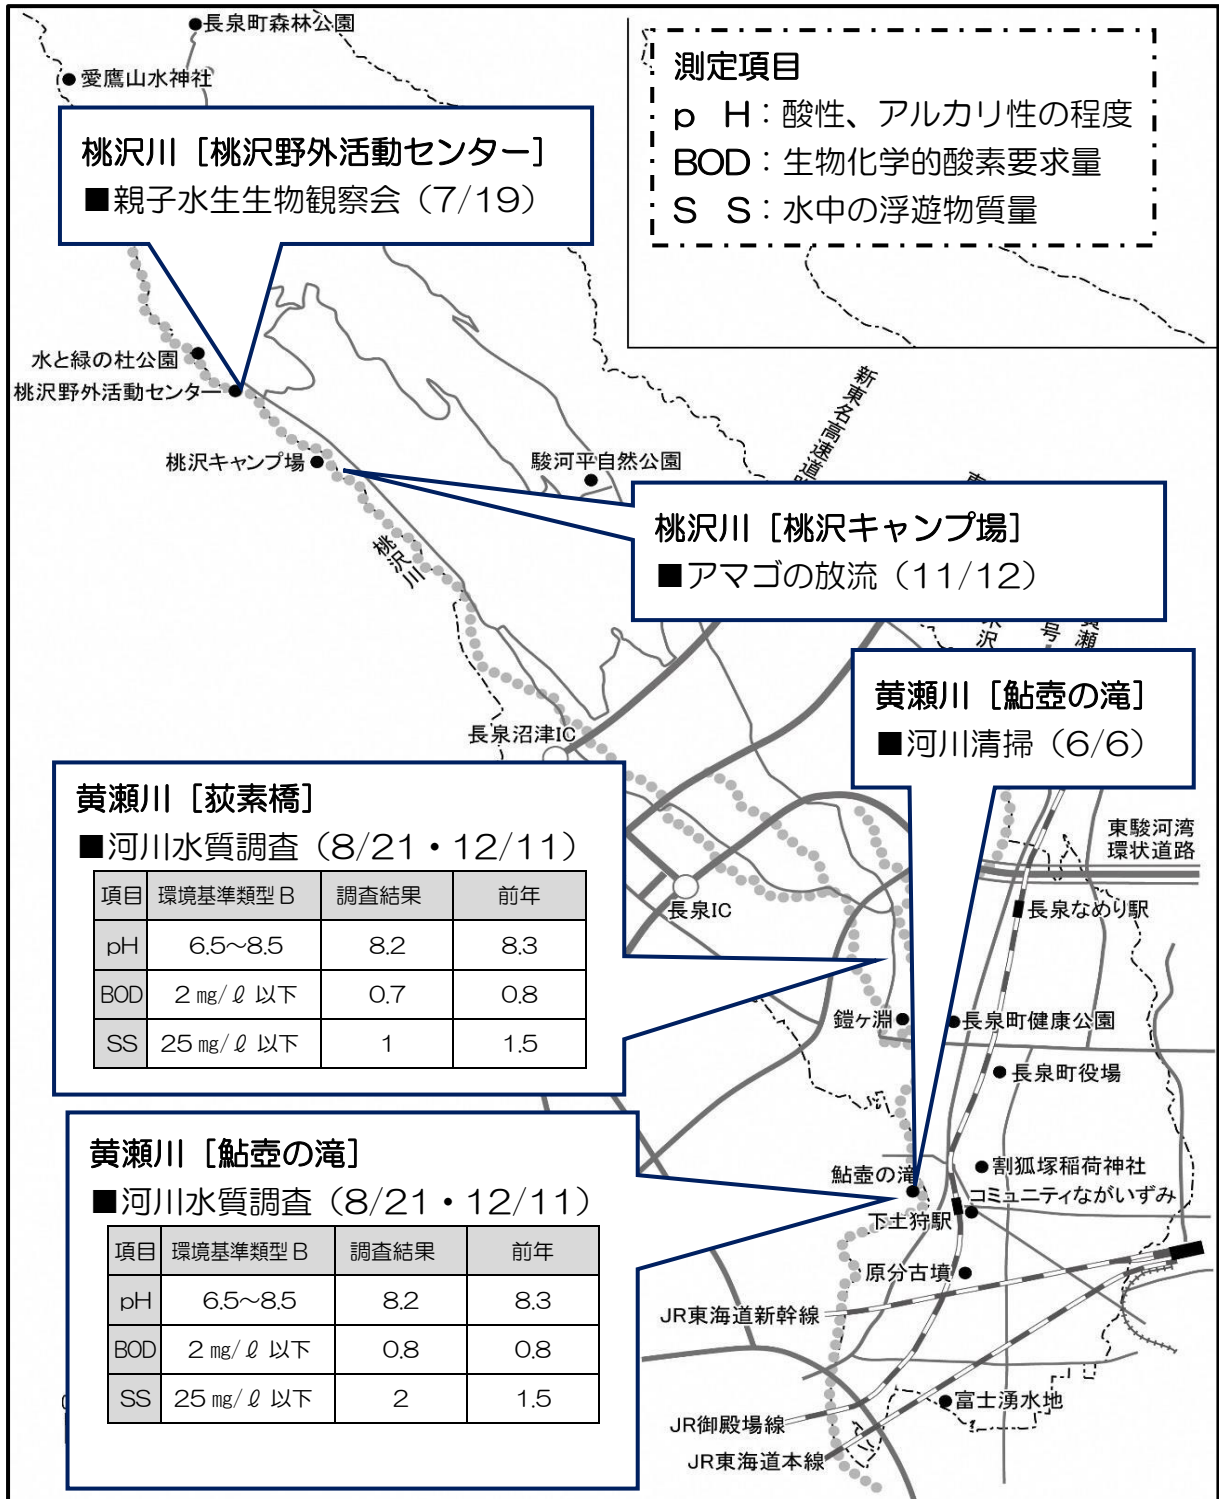 長泉町森林公園
愛鷹山水神社
測定項目
p H：酸性、アルカリ性の程度
BOD：生物化学的酸素要求量
S S：水中の浮遊物質量
桃沢川［桃沢野外活動センター］
■親子水生生物観察会（7/19）
水と緑の杜公園
桃沢野外活動センター
桃沢キャンプ場
駿河平自然公園
新東名高速道
桃沢川
桃沢川［桃沢キャンプ場］
■アマゴの放流（11/12）
沢
号
瀬
黄瀬川［鮎壺の滝］
■河川清掃（6/6）
長泉沼津IC
黄瀬川［荻素橋］
■河川水質調査（8/21・12/11）
項目 環境基準類型B 調査結果 前年
pH 6.5～8.5 8.2 8.3
BOD 2㎎/ℓ 以下 0.7 0.8
SS 25㎎/ℓ 以下 1 1.5
東駿河湾
環状道路
長泉IC
長泉なめり駅
鎧ヶ淵
長泉町健康公園
長泉町役場
黄瀬川［鮎壺の滝］
■河川水質調査（8/21・12/11）
項目 環境基準類型B 調査結果 前年
pH 6.5～8.5 8.2 8.3
BOD 2㎎/ℓ 以下 0.8 0.8
SS 25㎎/ℓ 以下 2 1.5
鮎壺の滝
割狐塚稲荷神社
コミュニティながいずみ
下土狩駅
原分古墳
JR東海道新幹線
富士湧水地
JR御殿場線
JR東海道本線